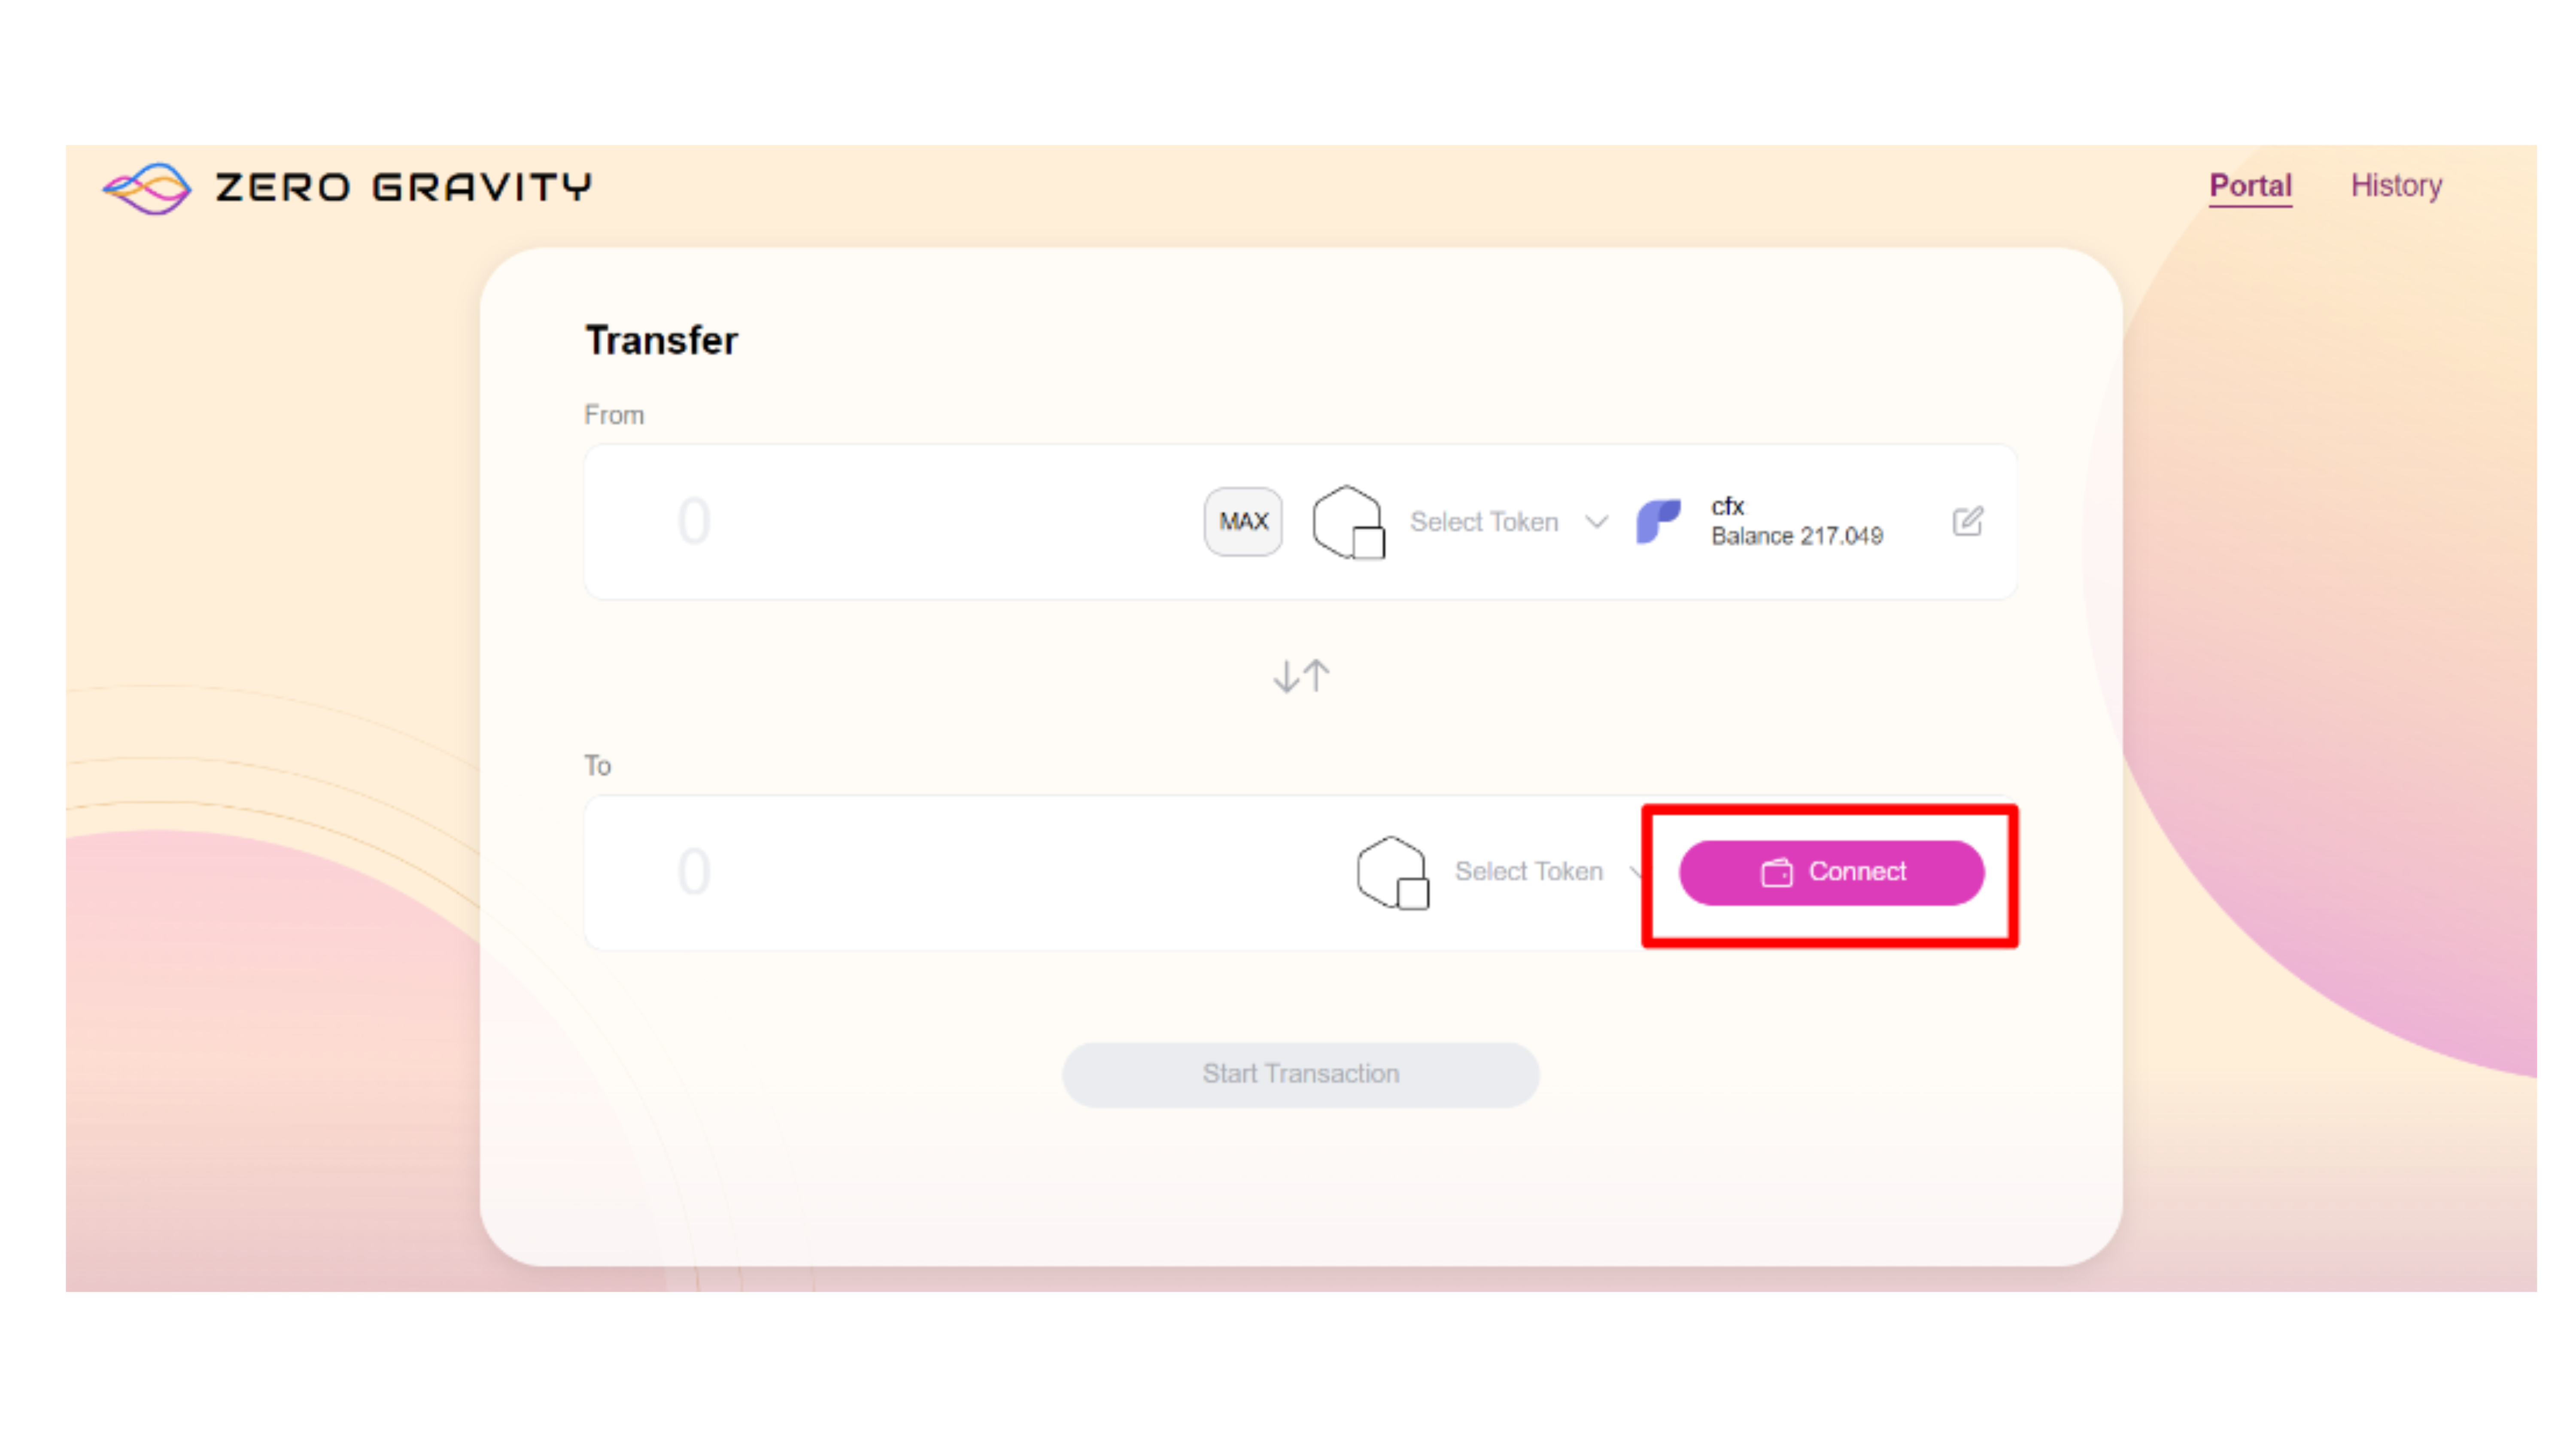 ZERO GRAVITY
Portal History
Transfer
From
0 MAX Select Token cfx
Balance 217.049
To
0 Select Token Connect
Start Transaction